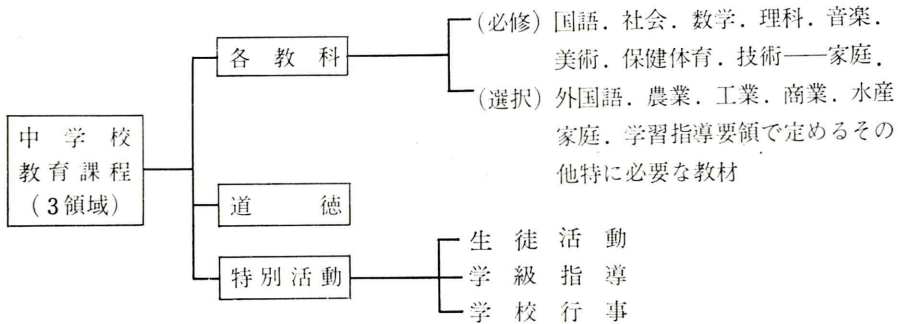 中学校
教育課程
(3領域)
各教科
(必修) 国語．社会．数学．理科．音楽．
美術．保健体育．技術――家庭．
(選択) 外国語．農業．工業．商業．水産
家庭．学習指導要領で定めるその
他特に必要な教材
道徳
特別活動
生徒活動
学級指導
学校行事